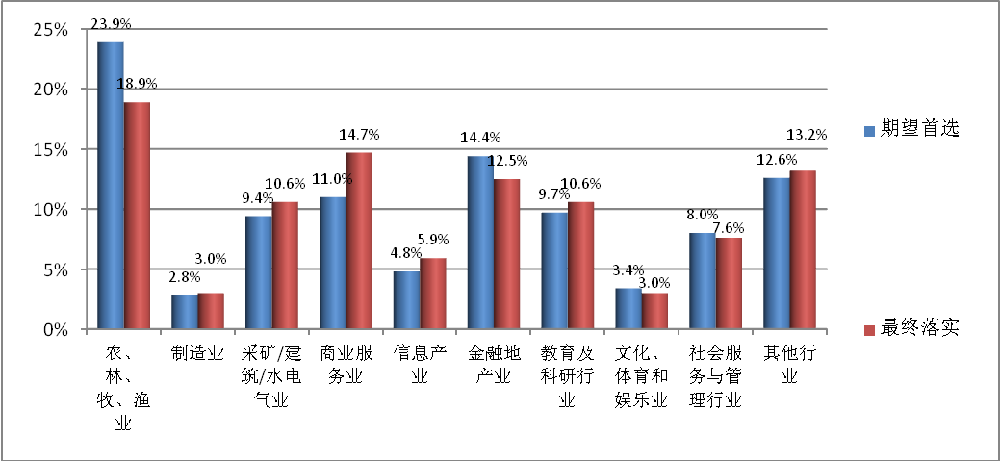 25%
20%
15%
10%
5%
0%
23.9%
18.9%
2.8%
3.0%
9.4%
10.6%
11.0%
14.7%
4.8%
5.9%
14.4%
12.5%
9.7%
10.6%
3.4%
3.0%
8.0%
7.6%
12.6%
13.2%
农、
林、
牧、渔
业
制造业
采矿/建
筑/水电
气业
商业服
务业
信息产
业
金融地
产业
教育及
科研行
业
文化、
体育和
娱乐业
社会服
务与管
理行业
其他行
业
期望首选
最终落实